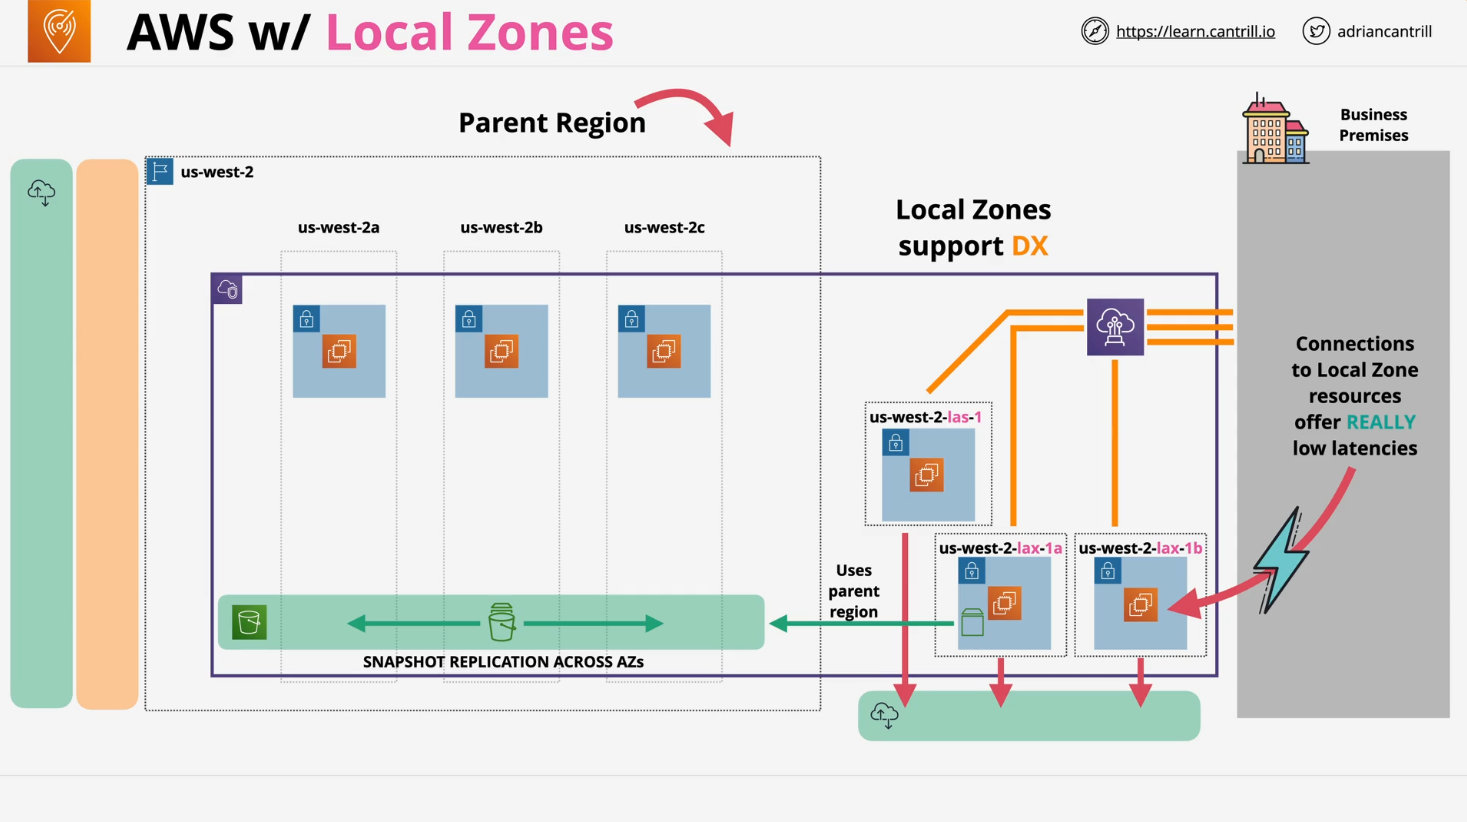 AWS w/ Local Zones
https://learn.cantrill.io
adriancantrill
Parent Region
Business
Premises
us-west-2
us-west-2a
us-west-2b
us-west-2c
Local Zones
support DX
Connections
to Local Zone
resources
offer REALLY
low latencies
us-west-2-las-1
us-west-2-lax-1a
us-west-2-lax-1b
Uses
parent
region
SNAPSHOT REPLICATION ACROSS AZs